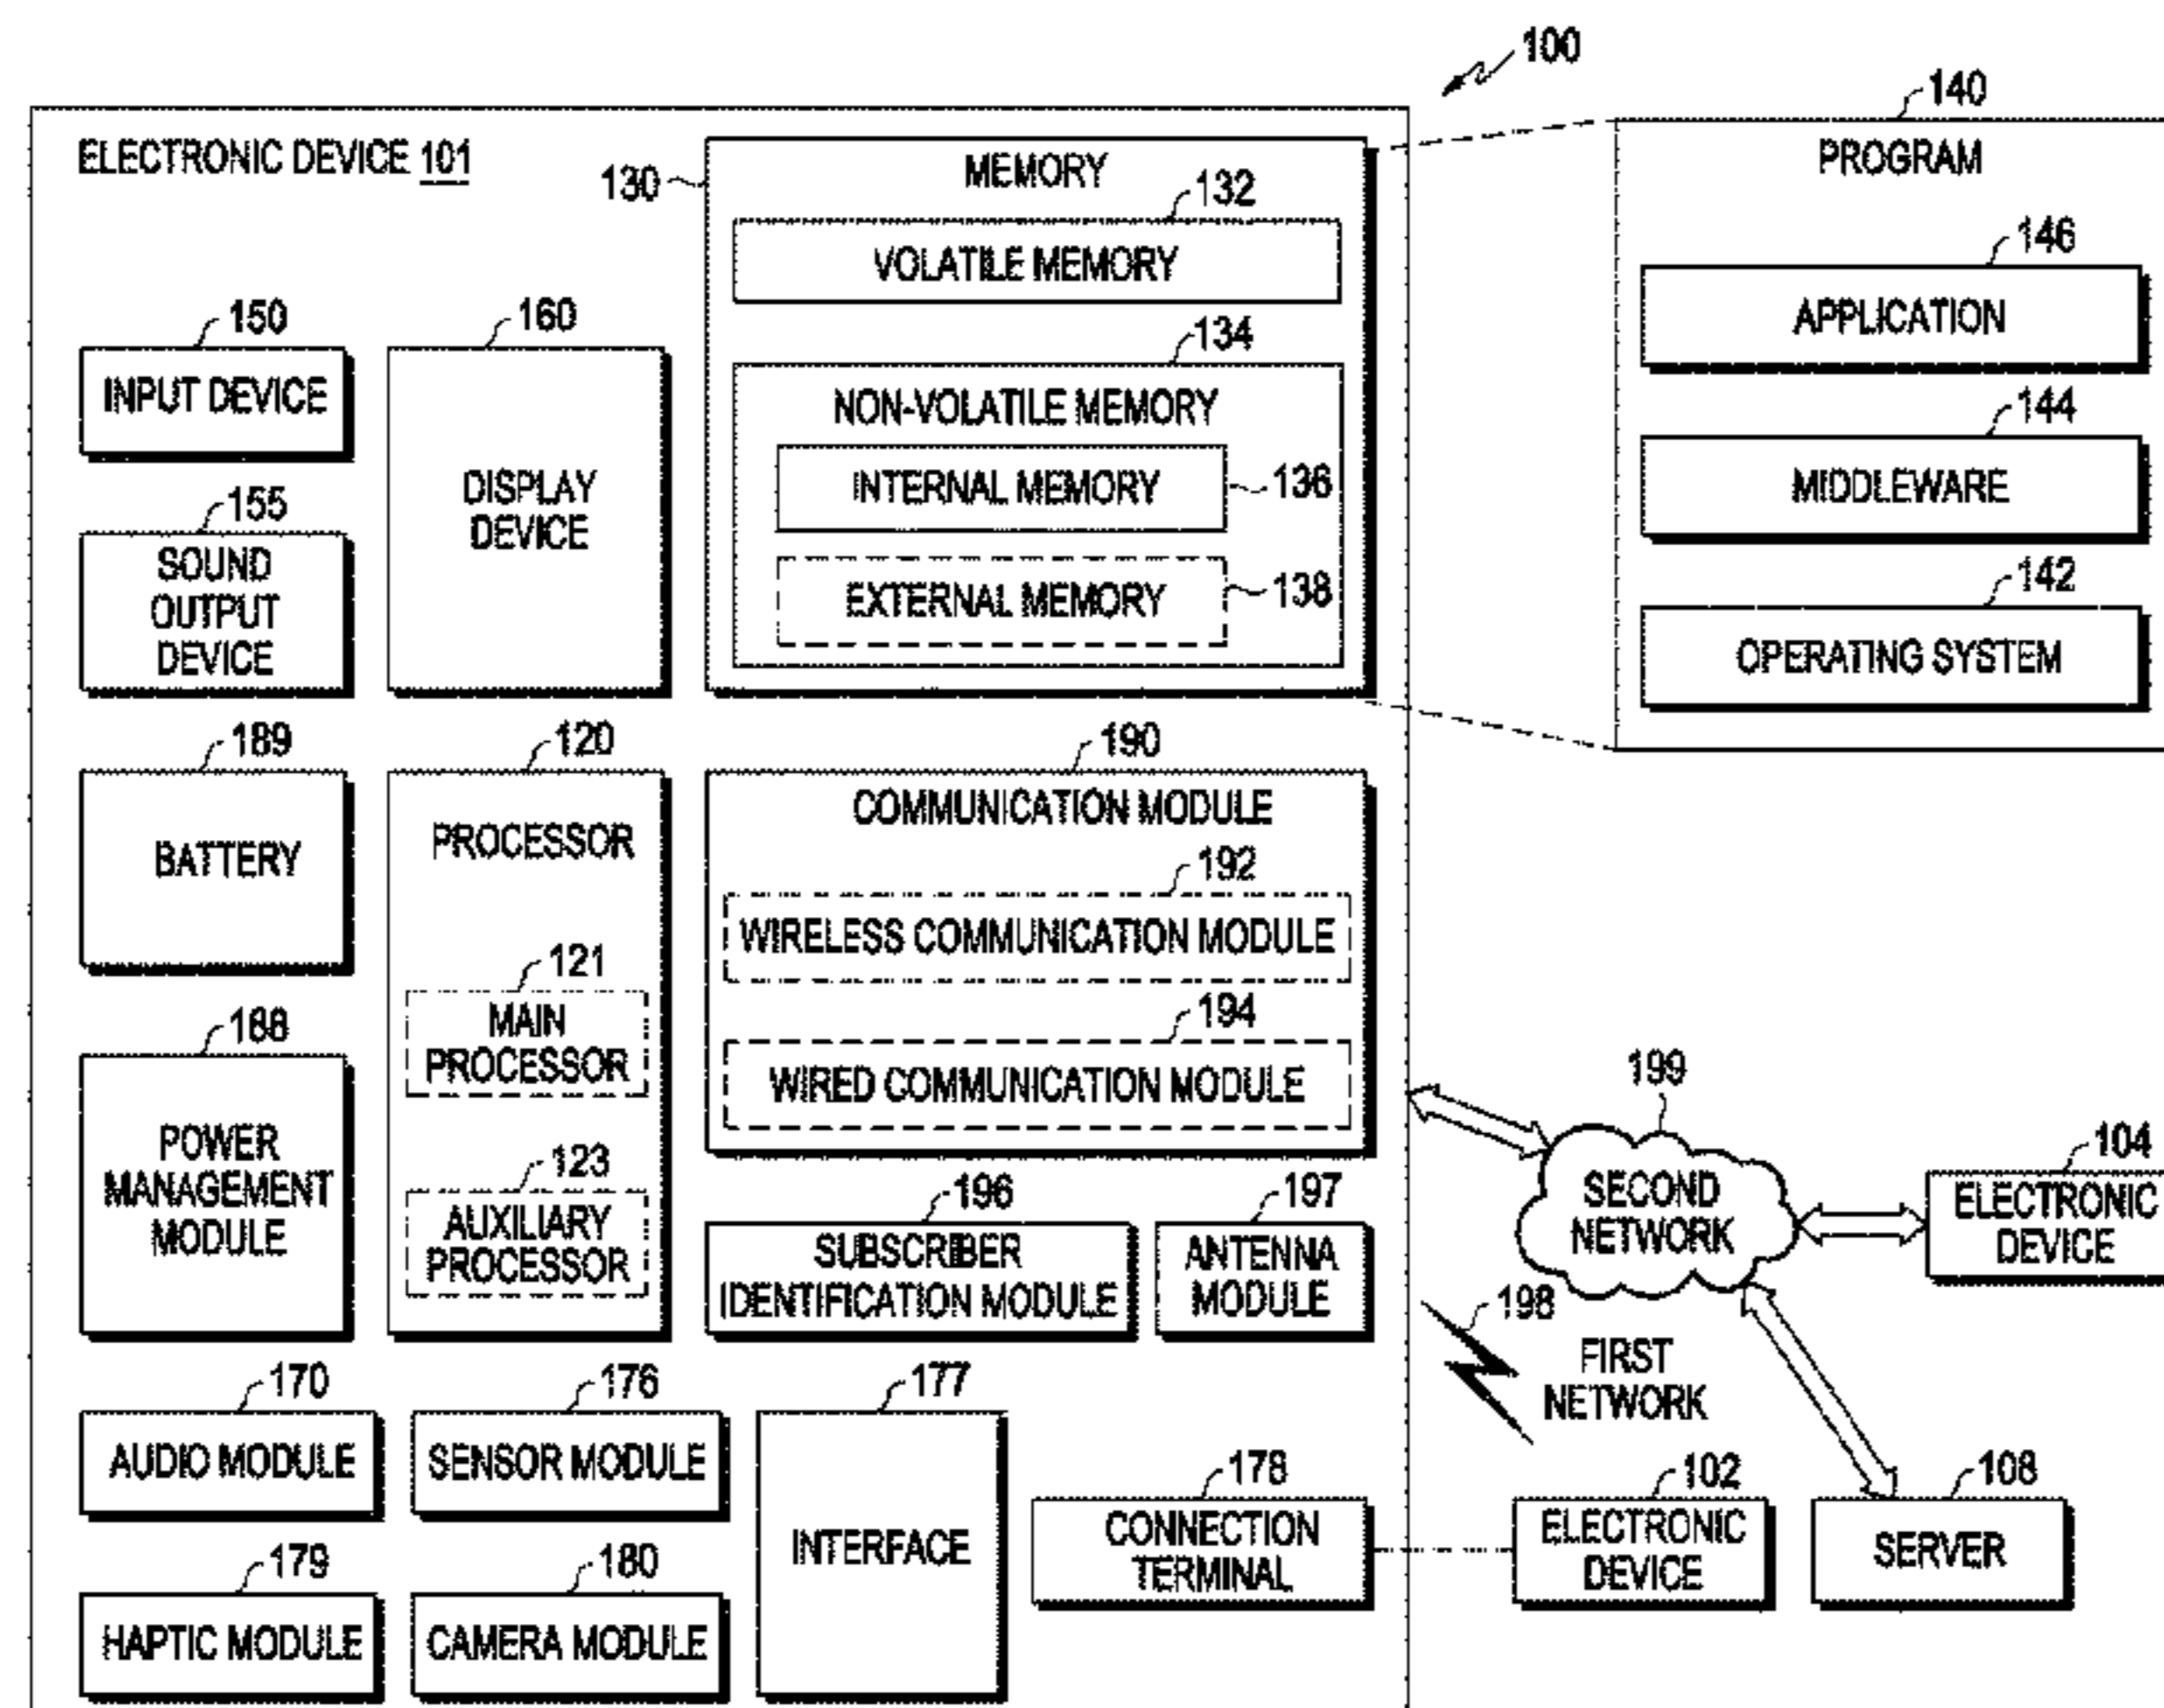 100
ELECTRONIC DEVICE 101
130
MEMORY
132
VOLATILE MEMORY
134
NON-VOLATILE MEMORY
INTERNAL MEMORY
136
EXTERNAL MEMORY
138
140
PROGRAM
146
APPLICATION
144
MIDDLEWARE
142
OPERATING SYSTEM
150
INPUT DEVICE
160
DISPLAY
DEVICE
155
SOUND
OUTPUT
DEVICE
189
BATTERY
120
PROCESSOR
121
MAIN
PROCESSOR
123
AUXILIARY
PROCESSOR
190
COMMUNICATION MODULE
192
WIRELESS COMMUNICATION MODULE
194
WIRED COMMUNICATION MODULE
188
POWER
MANAGEMENT
MODULE
196
SUBSCRIBER
IDENTIFICATION MODULE
197
ANTENNA
MODULE
199
SECOND
NETWORK
104
ELECTRONIC
DEVICE
198
FIRST
NETWORK
170
AUDIO MODULE
176
SENSOR MODULE
177
INTERFACE
178
CONNECTION
TERMINAL
102
ELECTRONIC
DEVICE
108
SERVER
179
HAPTIC MODULE
180
CAMERA MODULE